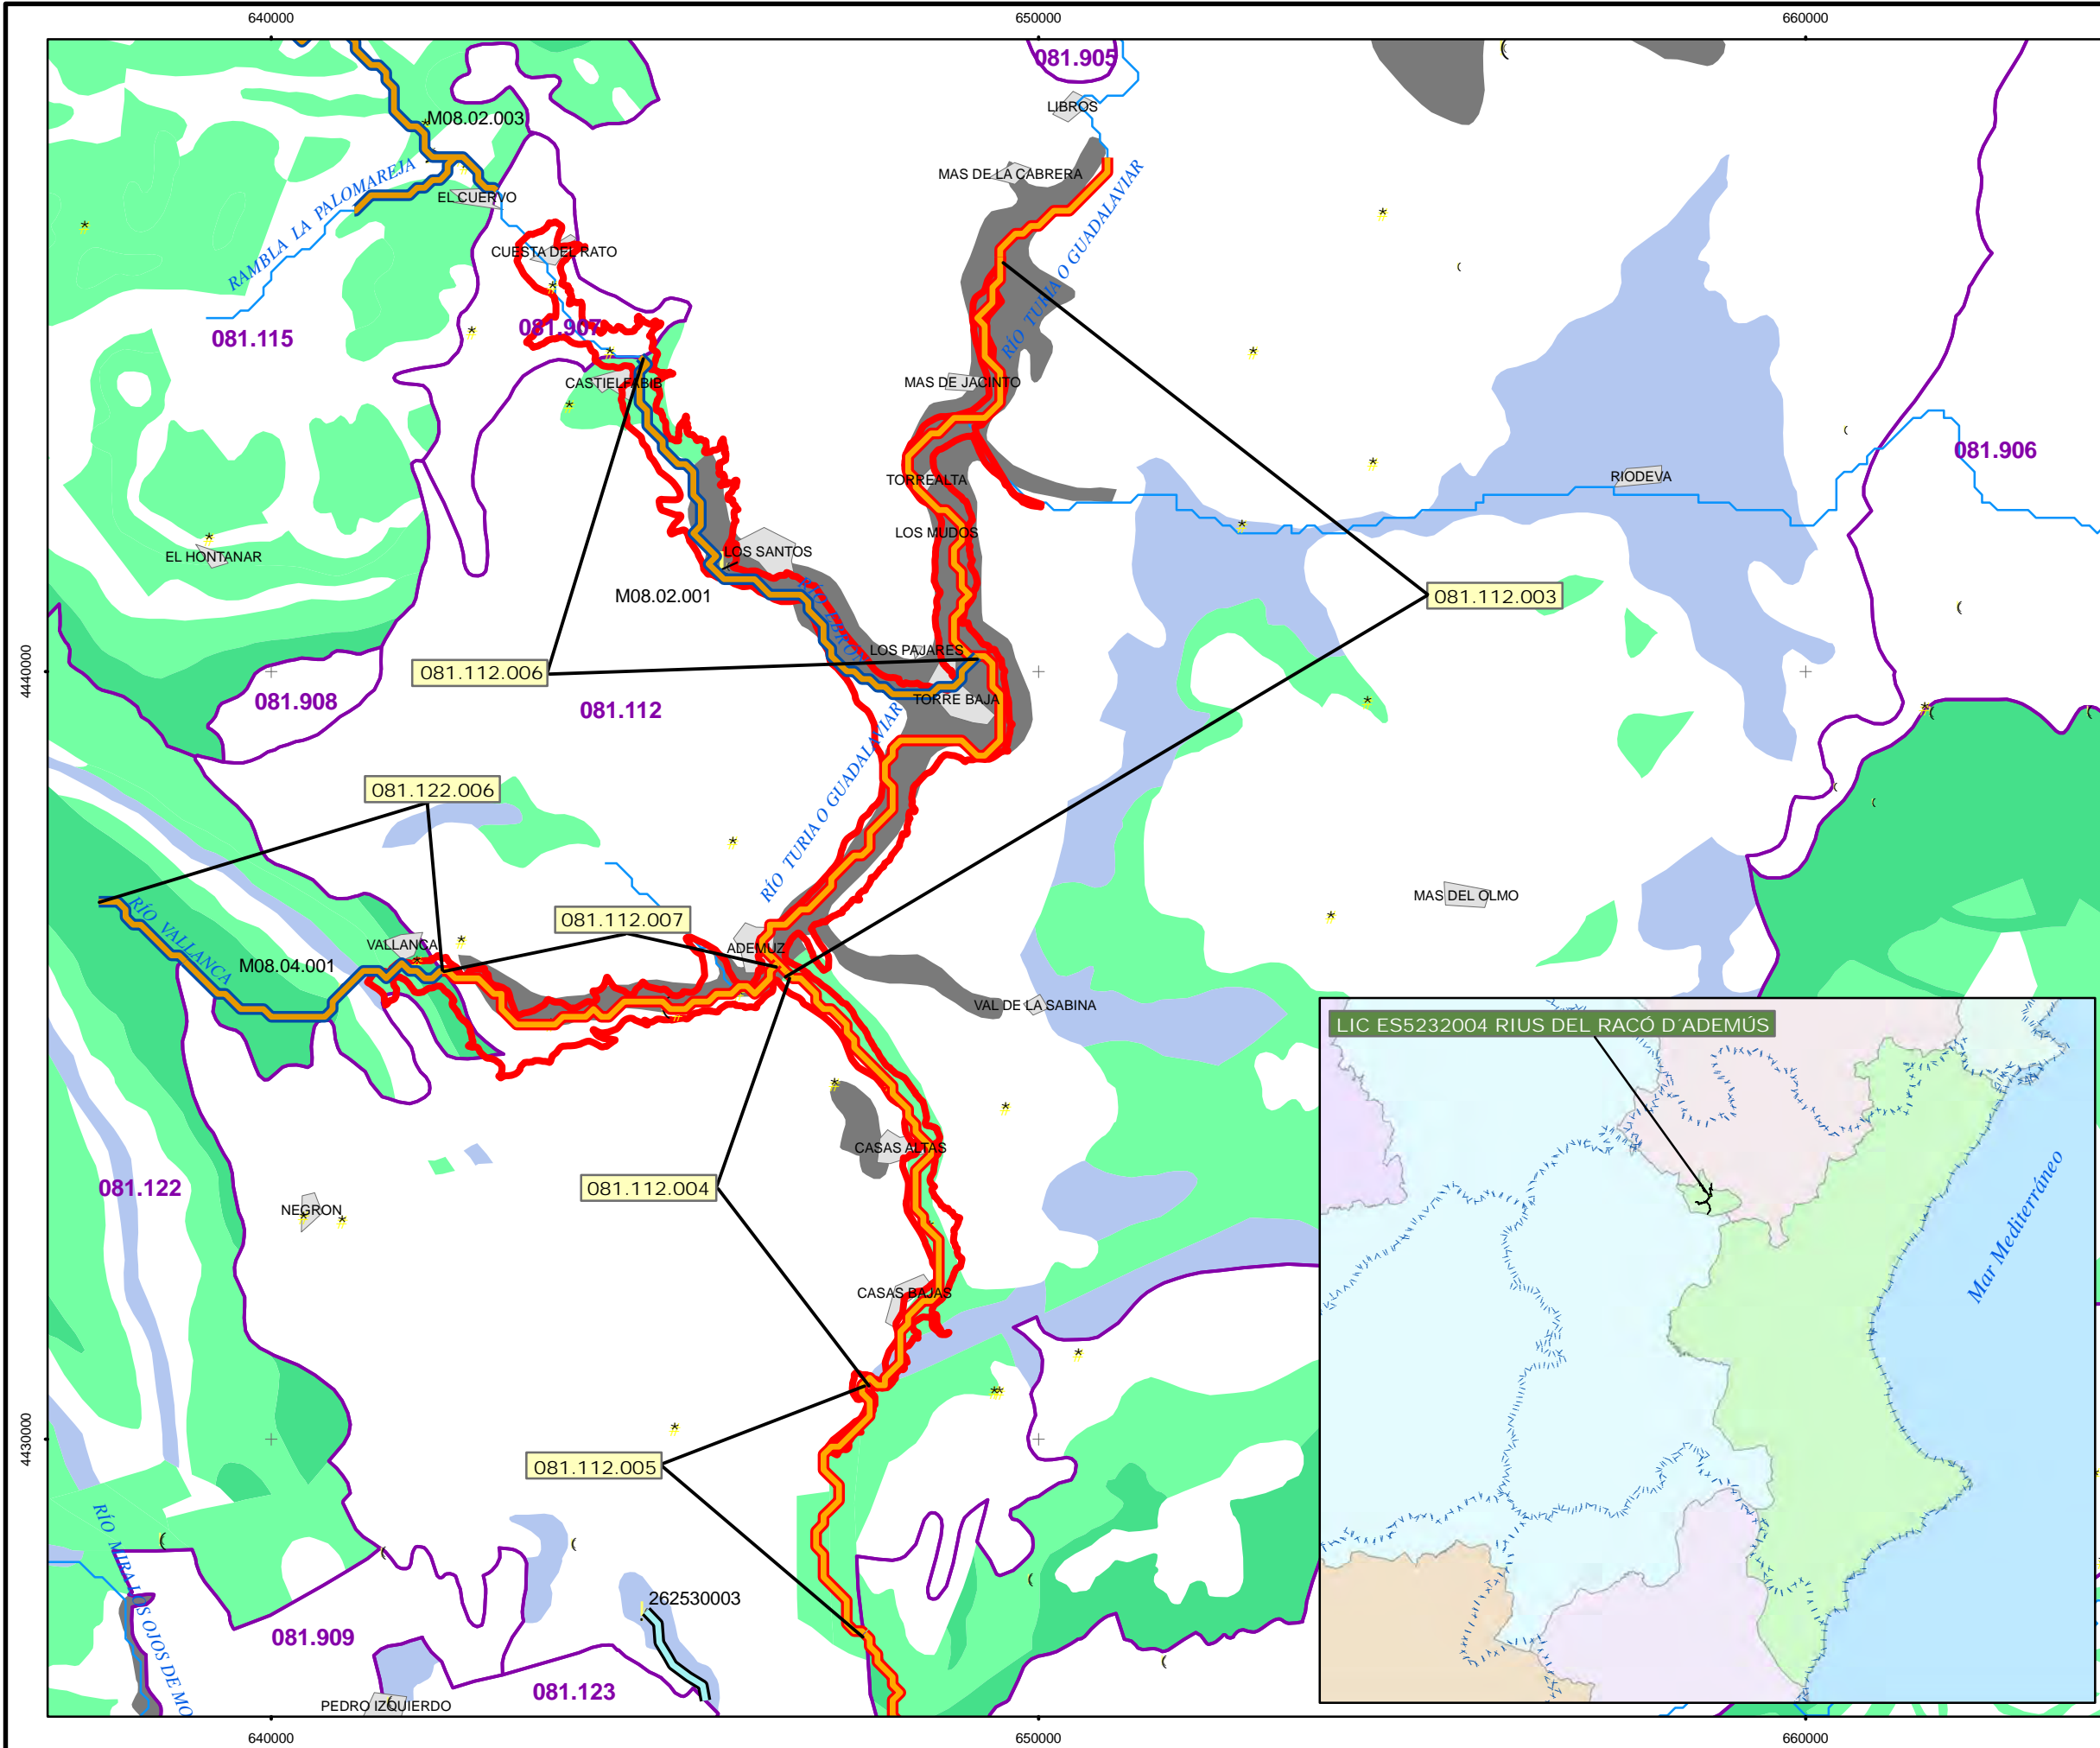 640000
650000
660000
081.905
LIBROS
M08.02.003
MAS DE LA CABRERA
RAMBLA LA PALOMAREJA
EL CUERVO
RÍO TURIA O GUADALAVIAR
CUESTA DEL RATO
081.907
081.115
CASTIELFABIB
MAS DE JACINTO
081.906
TORREALTA
RIODEVA
LOS MUDOS
EL HONTANAR
LOS SANTOS
M08.02.001
081.112.003
LOS PAJARES
4440000
081.112.006
081.908
081.112
TORRE BAJA
RÍO TURIA O GUADALAVIAR
081.122.006
MAS DEL OLMO
081.112.007
RÍO VALLANCA
VALLANCA
ADEMUZ
M08.04.001
VAL DE LA SABINA
LIC ES5232004 RIUS DEL RACÓ D´ADEMÚS
CASAS ALTAS
081.122
081.112.004
NEGRON
Mar Mediterráneo
CASAS BAJAS
4430000
081.112.005
RÍO MIRA LOS OJOS DE MO
262530003
081.909
081.123
PEDRO IZQUIERDO
640000
650000
660000